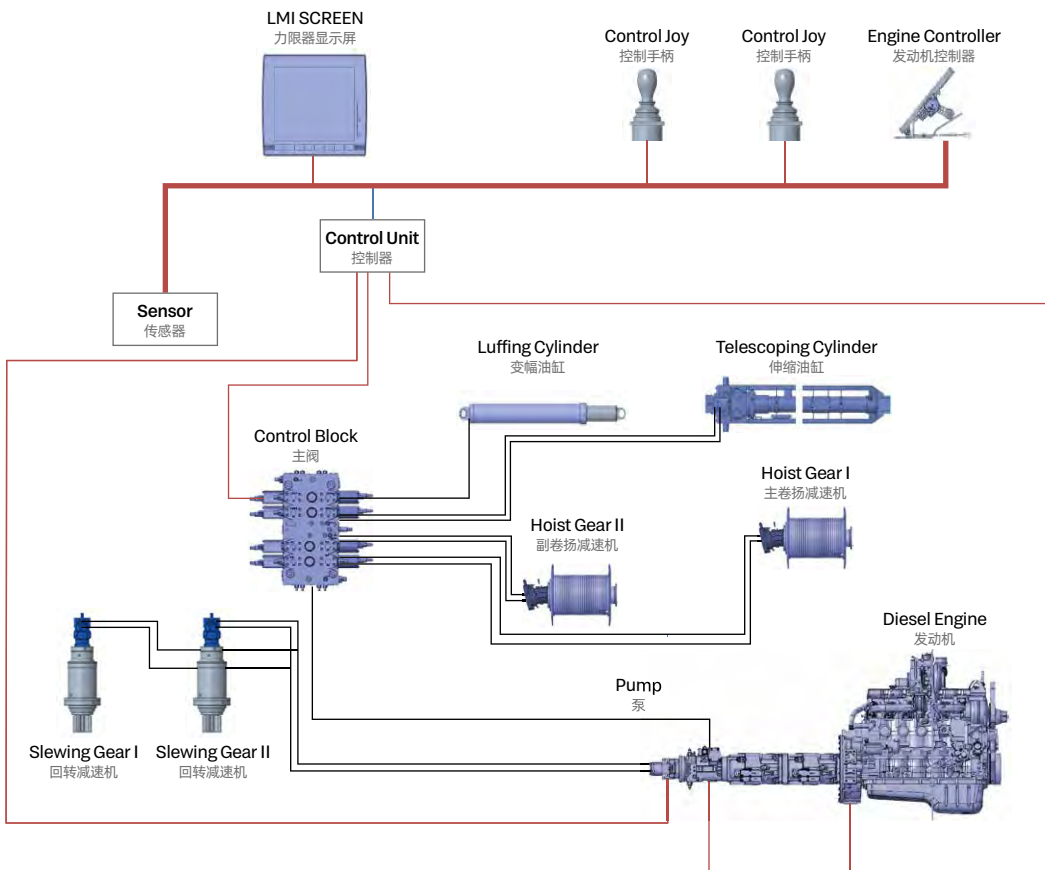 LMI SCREEN
力限器显示屏
Control Joy
控制手柄
Control Joy
控制手柄
Engine Controller
发动机控制器
Control Unit
控制器
Sensor
传感器
Luffing Cylinder
变幅油缸
Telescoping Cylinder
伸缩油缸
Control Block
主阀
Hoist Gear I
主卷扬减速机
Hoist Gear II
副卷扬减速机
Diesel Engine
发动机
Pump
泵
Slewing Gear I
回转减速机
Slewing Gear II
回转减速机